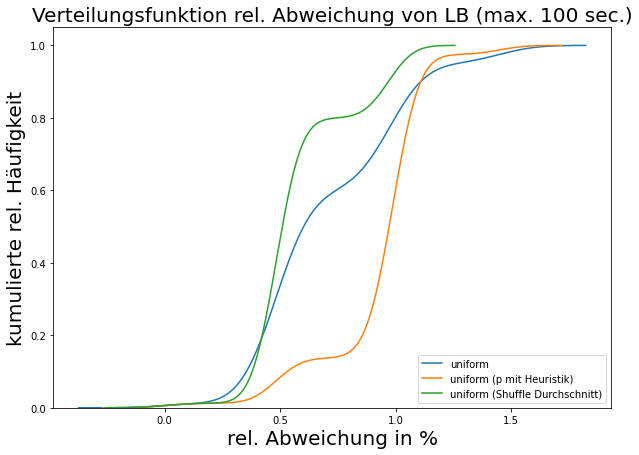 Verteilungsfunktion rel. Abweichung von LB (max. 100 sec.)
kumulierte rel. Häufigkeit
1.0
0.8
0.6
0.4
0.2
0.0
uniform
uniform (p mit Heuristik)
uniform (Shuffle Durchschnitt)
0.0 0.5 1.0 1.5
rel. Abweichung in %